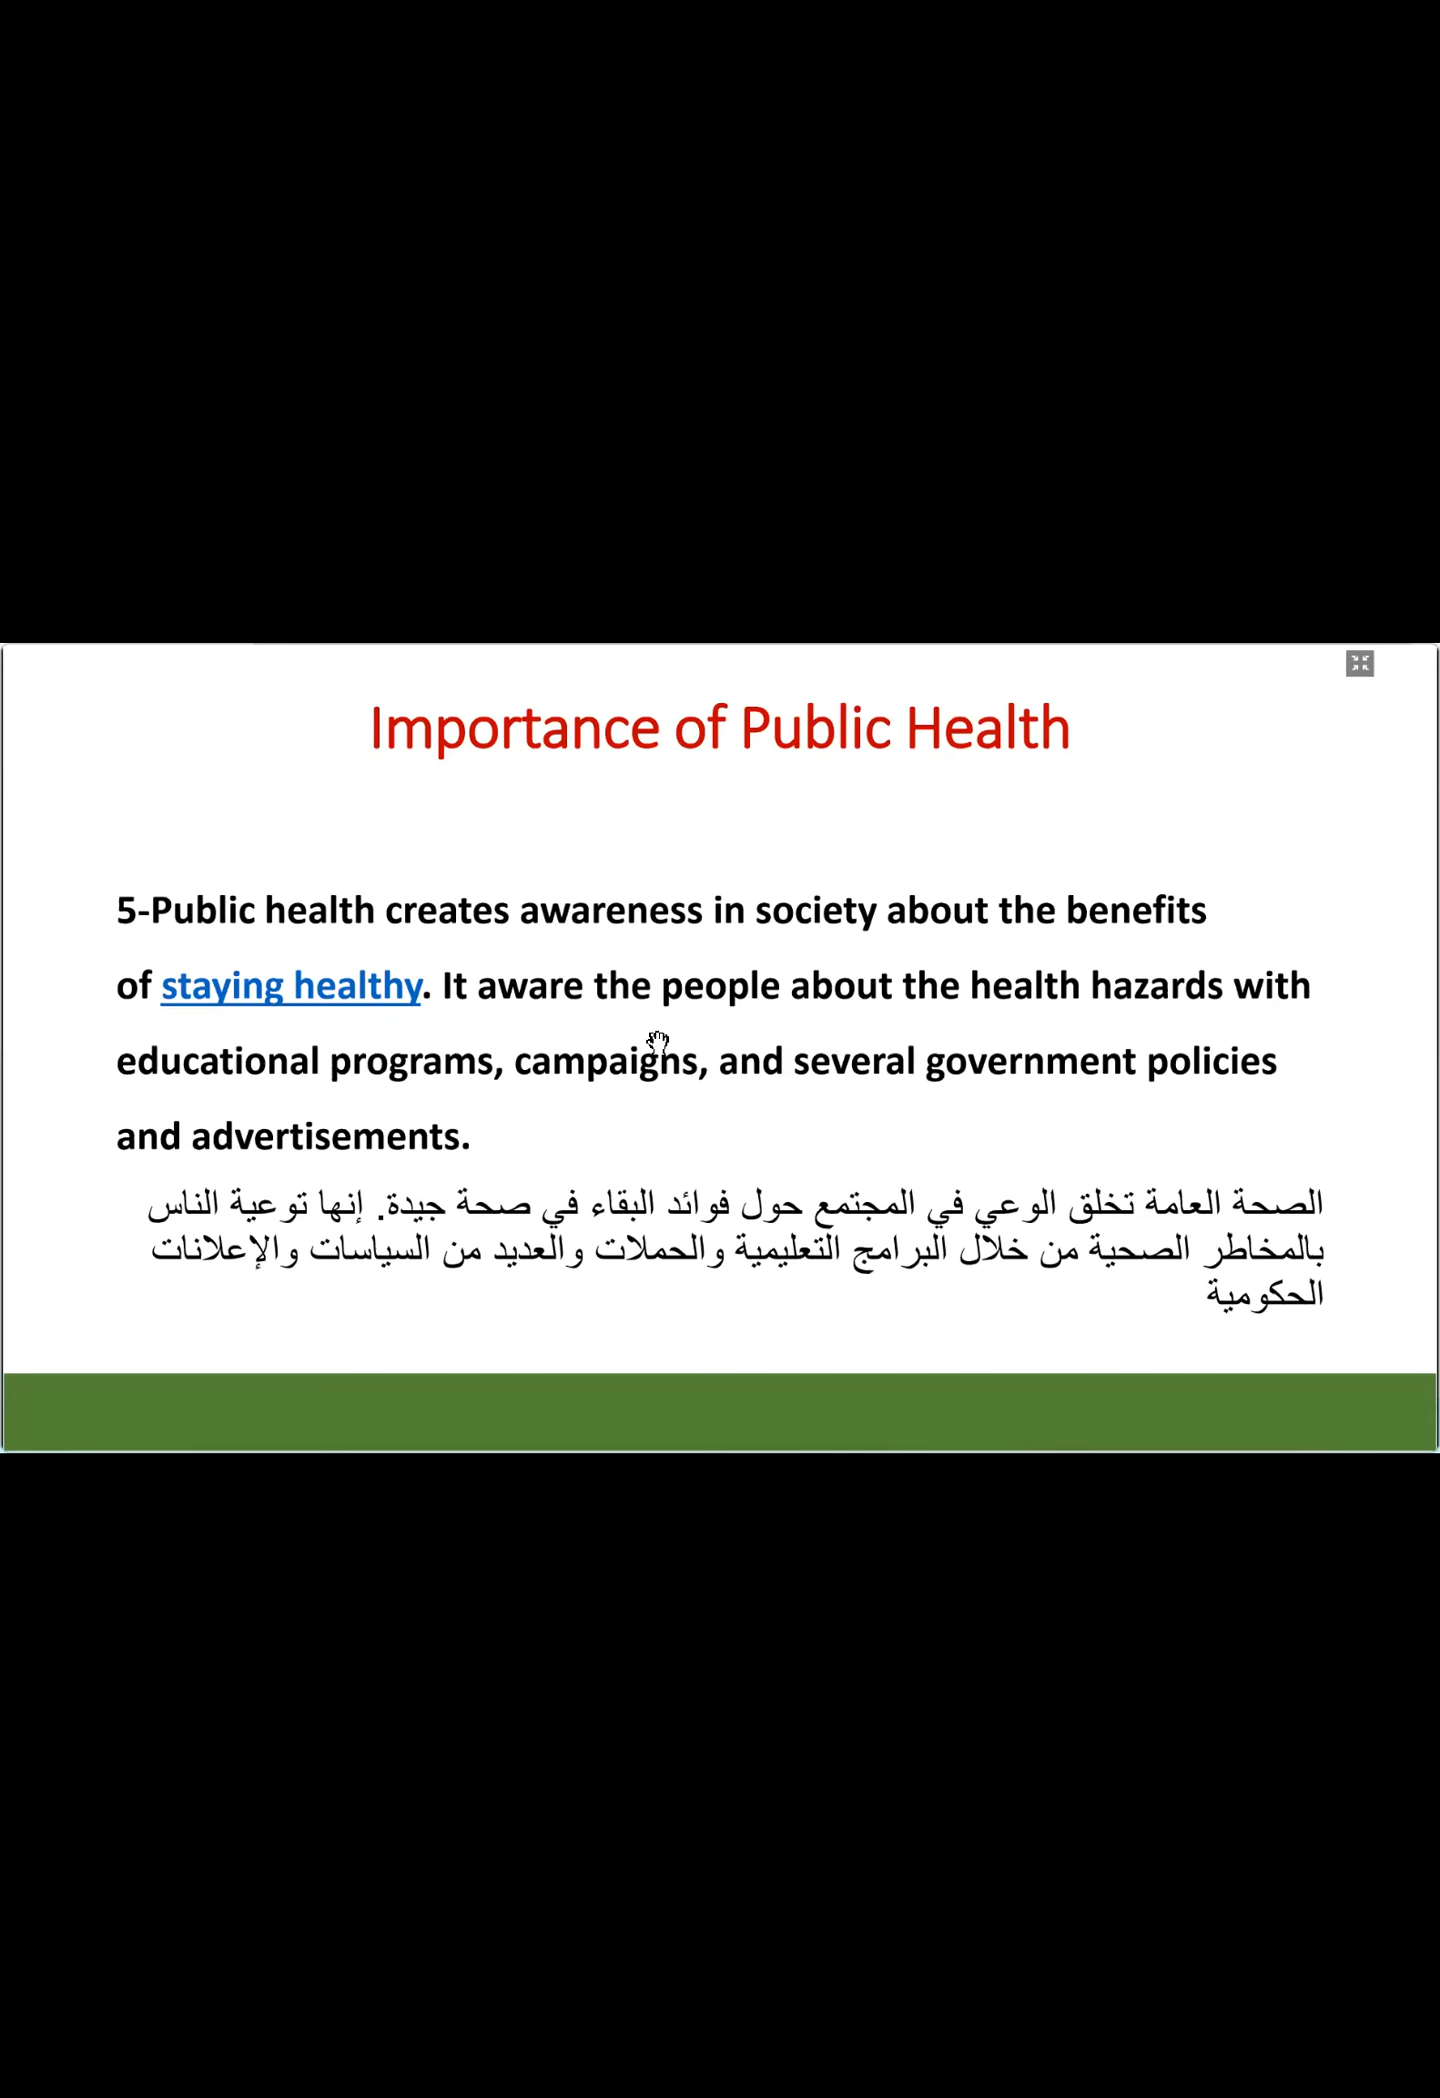 Importance of Public Health
5-Public health creates awareness in society about the benefits
of staying healthy. It aware the people about the health hazards with
educational programs, campaigns, and several government policies
and advertisements.
الصحة العامة تخلق الوعي في المجتمع حول فوائد البقاء في صحة جيدة. إنها توعية الناس
بالمخاطر الصحية من خلال البرامج التعليمية والحملات والعديد من السياسات والإعلانات
الحكومية